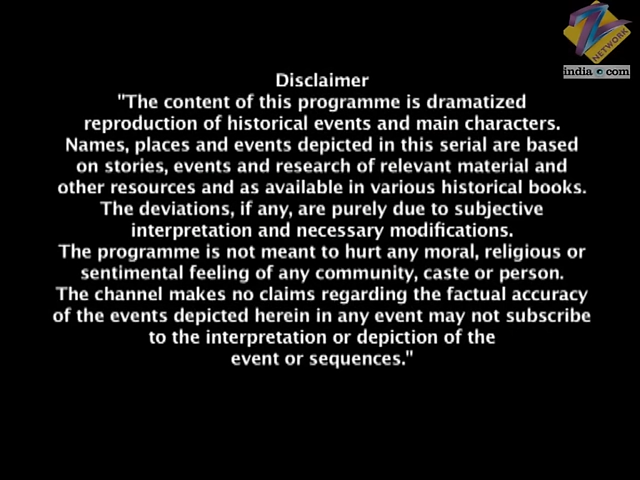 Z
NETWORK
india.com
Disclaimer
"The content of this programme is dramatized
reproduction of historical events and main characters.
Names, places and events depicted in this serial are based
on stories, events and research of relevant material and
other resources and as available in various historical books.
The deviations, if any, are purely due to subjective
interpretation and necessary modifications.
The programme is not meant to hurt any moral, religious or
sentimental feeling of any community, caste or person.
The channel makes no claims regarding the factual accuracy
of the events depicted herein in any event may not subscribe
to the interpretation or depiction of the
event or sequences."